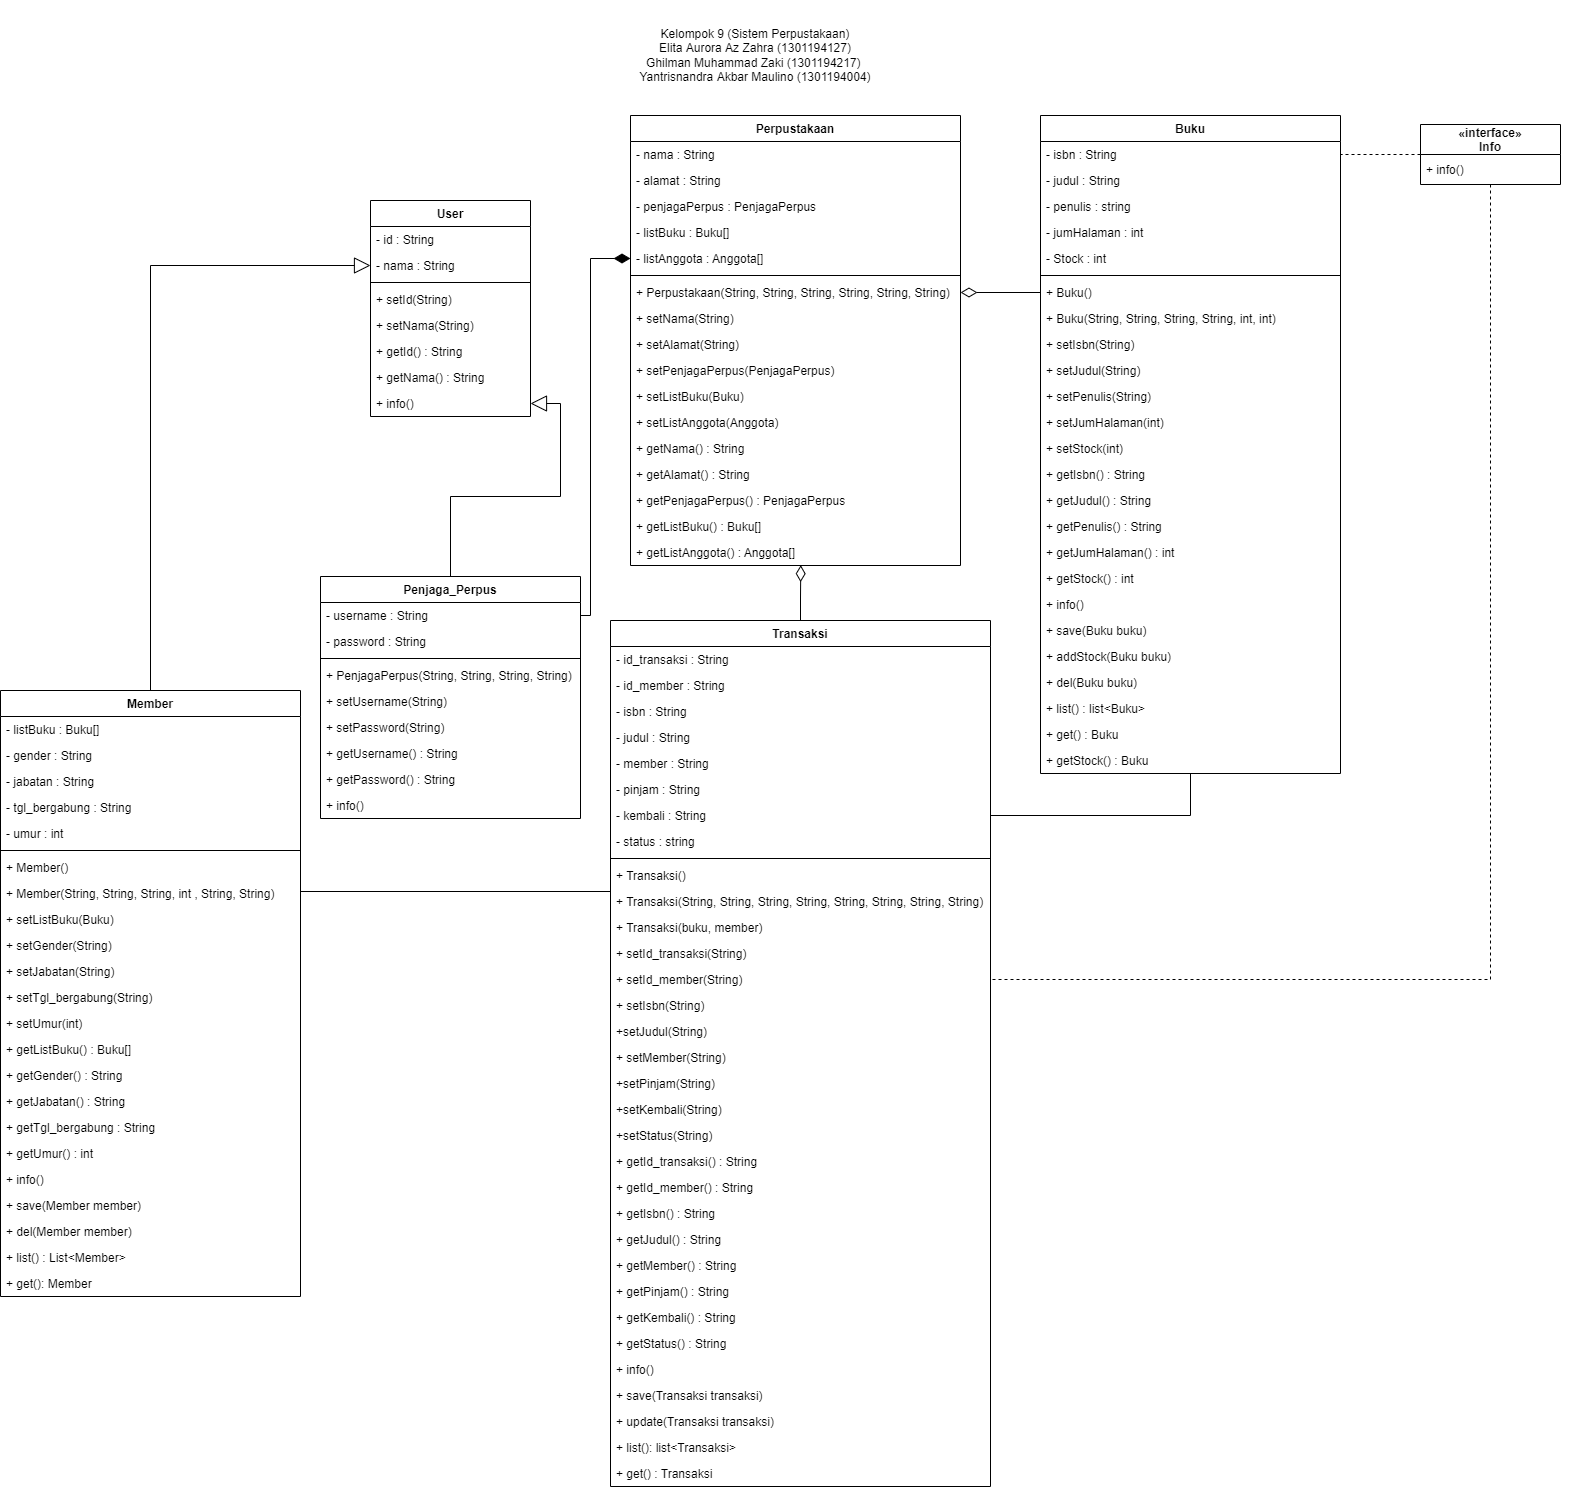 Kelompok 9 (Sistem Perpustakaan)
Elita Aurora Az Zahra (1301194127)
Ghilman Muhammad Zaki (1301194217)
Yantrisnandra Akbar Maulino (1301194004)
User
- id : String
- nama : String
+ setId(String)
+ setNama(String)
+ getId() : String
+ getNama() : String
+ info()
Perpustakaan
- nama : String
- alamat : String
- penjagaPerpus : PenjagaPerpus
- listBuku : Buku[]
- listAnggota : Anggota[]
+ Perpustakaan(String, String, String, String, String, String)
+ setNama(String)
+ setAlamat(String)
+ setPenjagaPerpus(PenjagaPerpus)
+ setListBuku(Buku)
+ setListAnggota(Anggota)
+ getNama() : String
+ getAlamat() : String
+ getPenjagaPerpus() : PenjagaPerpus
+ getListBuku() : Buku[]
+ getListAnggota() : Anggota[]
Buku
- isbn : String
- judul : String
- penulis : string
- jumHalaman : int
- Stock : int
+ Buku()
+ Buku(String, String, String, String, int, int)
+ setIsbn(String)
+ setJudul(String)
+ setPenulis(String)
+ setJumHalaman(int)
+ setStock(int)
+ getIsbn() : String
+ getJudul() : String
+ getPenulis() : String
+ getJumHalaman() : int
+ getStock() : int
+ info()
+ save(Buku buku)
+ addStock(Buku buku)
+ del(Buku buku)
+ list() : list<Buku>
+ get() : Buku
+ getStock() : Buku
«interface»
Info
+ info()
Penjaga_Perpus
- username : String
- password : String
+ PenjagaPerpus(String, String, String, String)
+ setUsername(String)
+ setPassword(String)
+ getUsername() : String
+ getPassword() : String
+ info()
Member
- listBuku : Buku[]
- gender : String
- jabatan : String
- tgl_bergabung : String
- umur : int
+ Member()
+ Member(String, String, String, int , String, String)
+ setListBuku(Buku)
+ setGender(String)
+ setJabatan(String)
+ setTgl_bergabung(String)
+ setUmur(int)
+ getListBuku() : Buku[]
+ getGender() : String
+ getJabatan() : String
+ getTgl_bergabung : String
+ getUmur() : int
+ info()
+ save(Member member)
+ del(Member member)
+ list() : List<Member>
+ get(): Member
Transaksi
- id_transaksi : String
- id_member : String
- isbn : String
- judul : String
- member : String
- pinjam : String
- kembali : String
- status : string
+ Transaksi()
+ Transaksi(String, String, String, String, String, String, String, String)
+ Transaksi(buku, member)
+ setId_transaksi(String)
+ setId_member(String)
+ setIsbn(String)
+setJudul(String)
+ setMember(String)
+setPinjam(String)
+setKembali(String)
+setStatus(String)
+ getId_transaksi() : String
+ getId_member() : String
+ getIsbn() : String
+ getJudul() : String
+ getMember() : String
+ getPinjam() : String
+ getKembali() : String
+ getStatus() : String
+ info()
+ save(Transaksi transaksi)
+ update(Transaksi transaksi)
+ list(): list<Transaksi>
+ get() : Transaksi